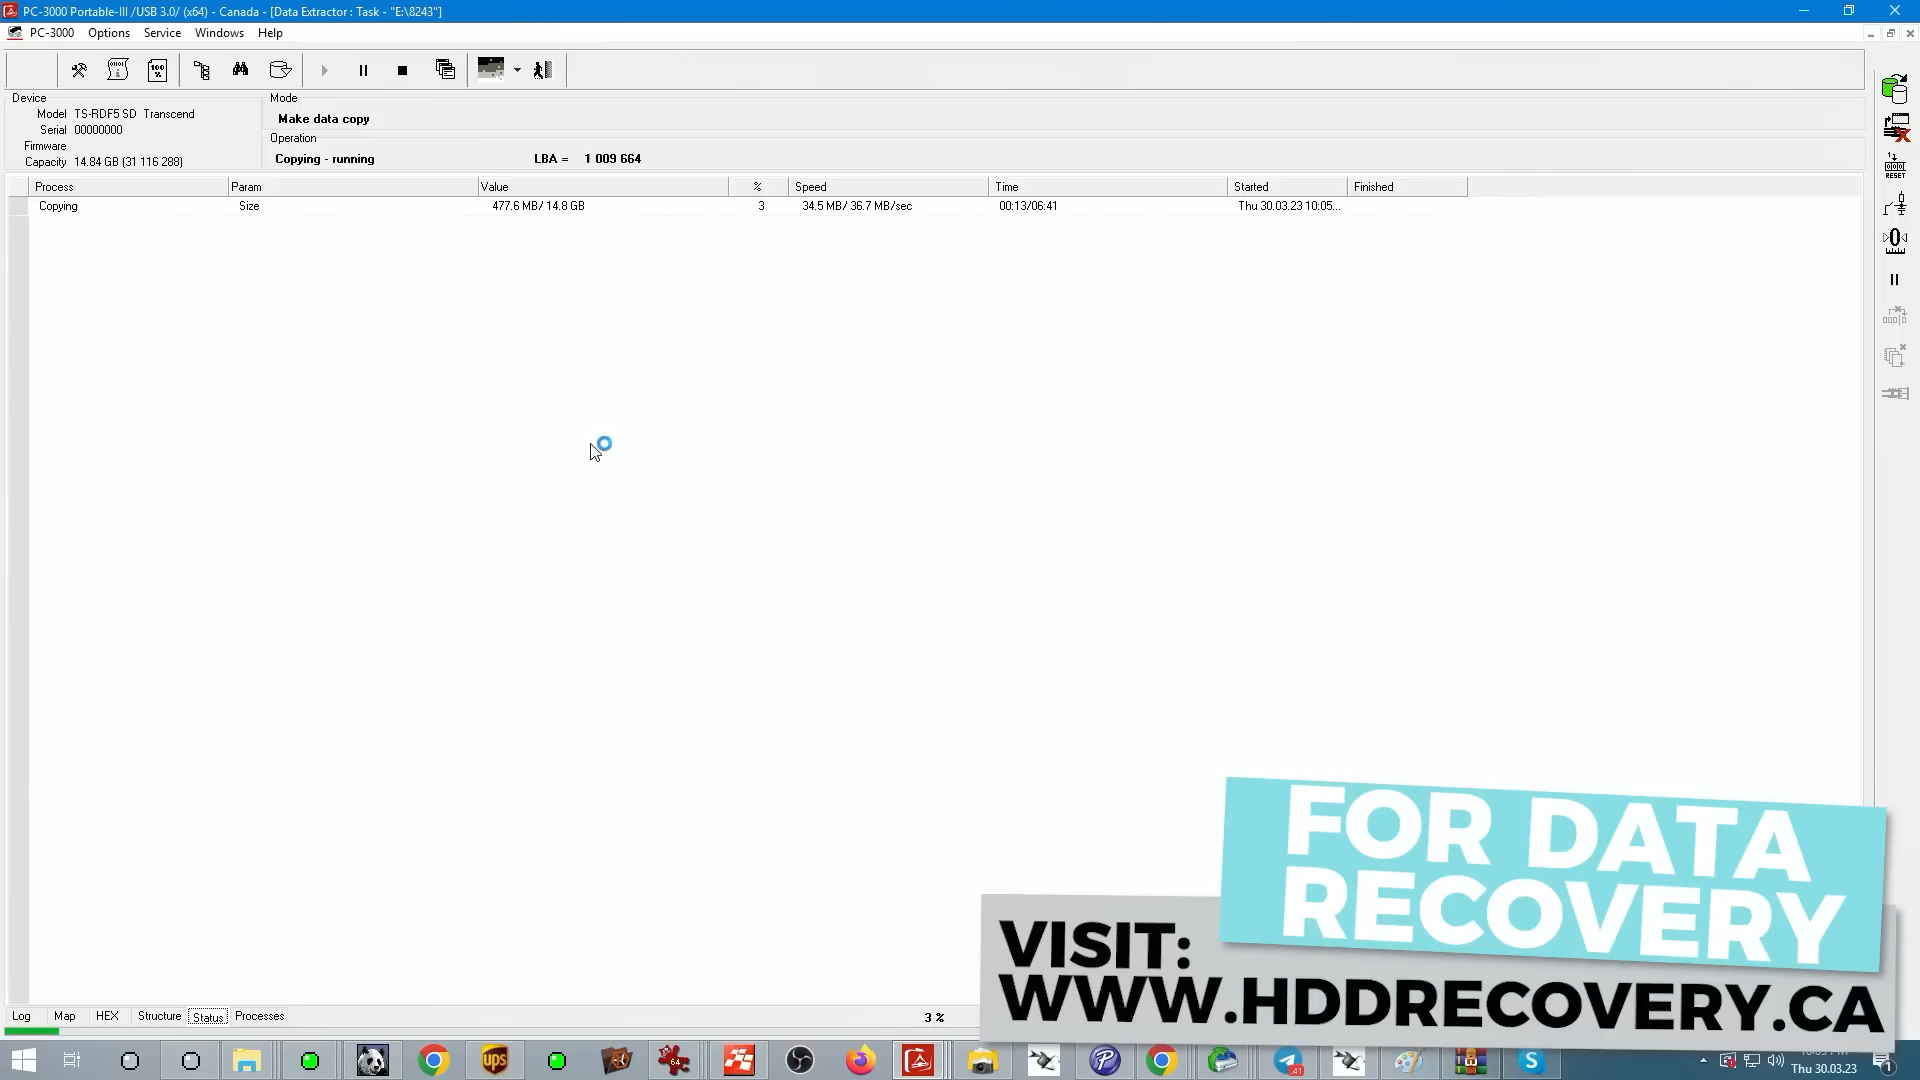 PC-3000 Portable-III /USB 3.0/ (x64) - Canada - [Data Extractor : Task - "E:\8243"]
PC-3000 Options Service Windows Help
Device
Model TS-RDF5 SD Transcend
Serial 00000000
Firmware
Capacity 14.84 GB (31 116 288)
Mode
Make data copy
Operation
Copying - running LBA = 1 009 664
RESET
Process Param Value % Speed Time Started Finished
Copying Size 477.6 MB/ 14.8 GB 3 34.5 MB/ 36.7 MB/sec 00:13/06:41 Thu 30.03.23 10:05...
FOR DATA
RECOVERY
VISIT:
WWW.HDDRECOVERY.CA
Log Map HEX Structure Status Processes
3 %
ups
64
41
Thu 30.03.23
1